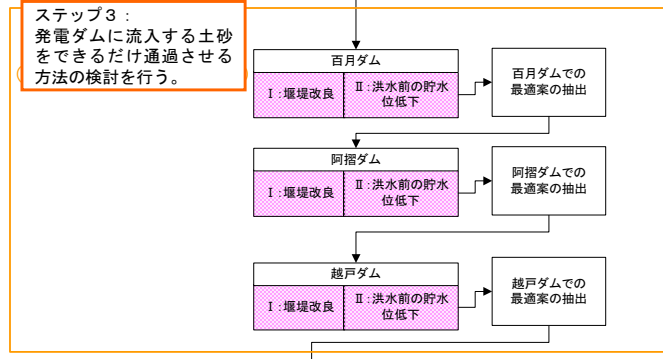 ステップ３：
発電ダムに流入する土砂
をできるだけ通過させる
方法の検討を行う。
百月ダム
Ⅰ：堰堤改良
Ⅱ：洪水前の貯水
位低下
百月ダムでの
最適案の抽出
阿摺ダム
Ⅰ：堰堤改良
Ⅱ：洪水前の貯水
位低下
阿摺ダムでの
最適案の抽出
越戸ダム
Ⅰ：堰堤改良
Ⅱ：洪水前の貯水
位低下
越戸ダムでの
最適案の抽出